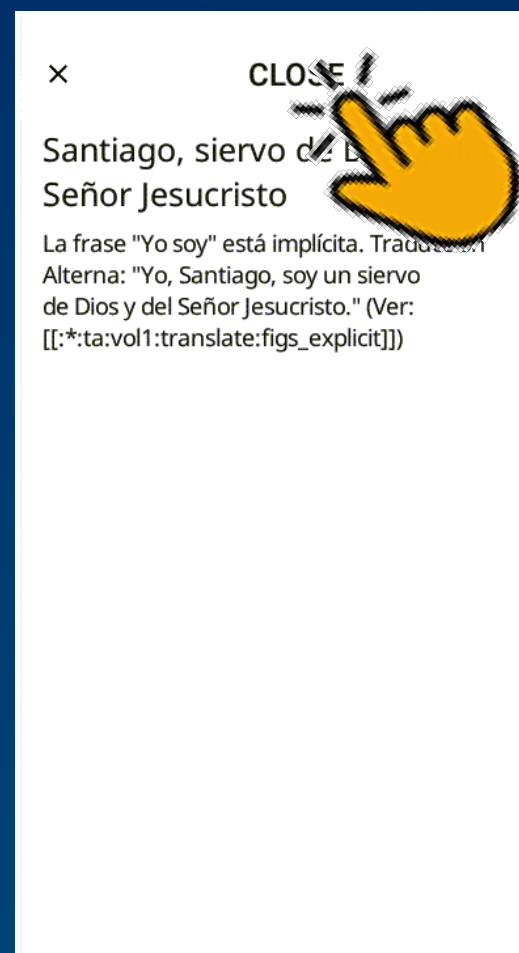 × CLOSE
Santiago, siervo de
Señor Jesucristo
La frase "Yo soy" está implícita.
Alterna: "Yo, Santiago, soy un siervo
de Dios y del Señor Jesucristo." (Ver:
[[:*:ta:vol1:translate:figs_explicit]])